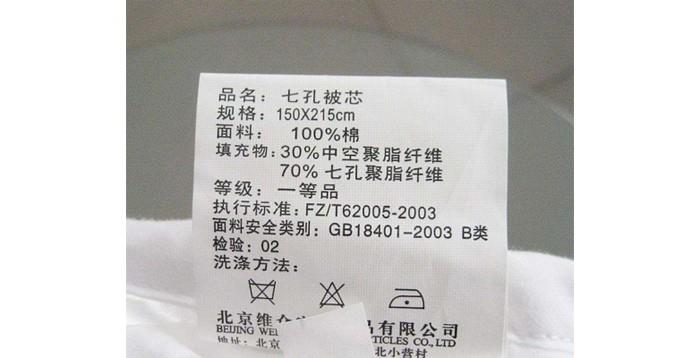 品名：七孔被芯
规格：150X215cm
面料：100%棉
填充物：30%中空聚脂纤维
70%七孔聚脂纤维
等级：一等品
执行标准：FZ/T62005-2003
面料安全类别：GB18401-2003 B类
检验：02
洗涤方法：
北京维 品有限公司
BEIJING WE TICLES CO.,LTD
地址：北京 北小营村